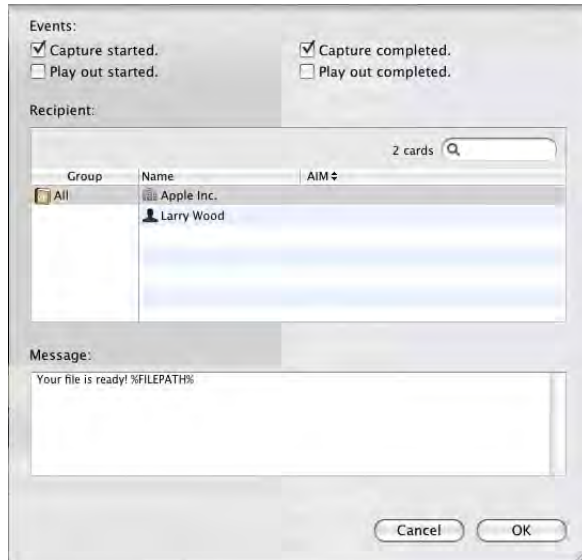 Events:
Capture started. Capture completed.
Play out started. Play out completed.
Recipient:
2 cards
Group Name AIM
All Apple Inc.
Larry Wood
Message:
Your file is ready! %FILEPATH%
Cancel OK